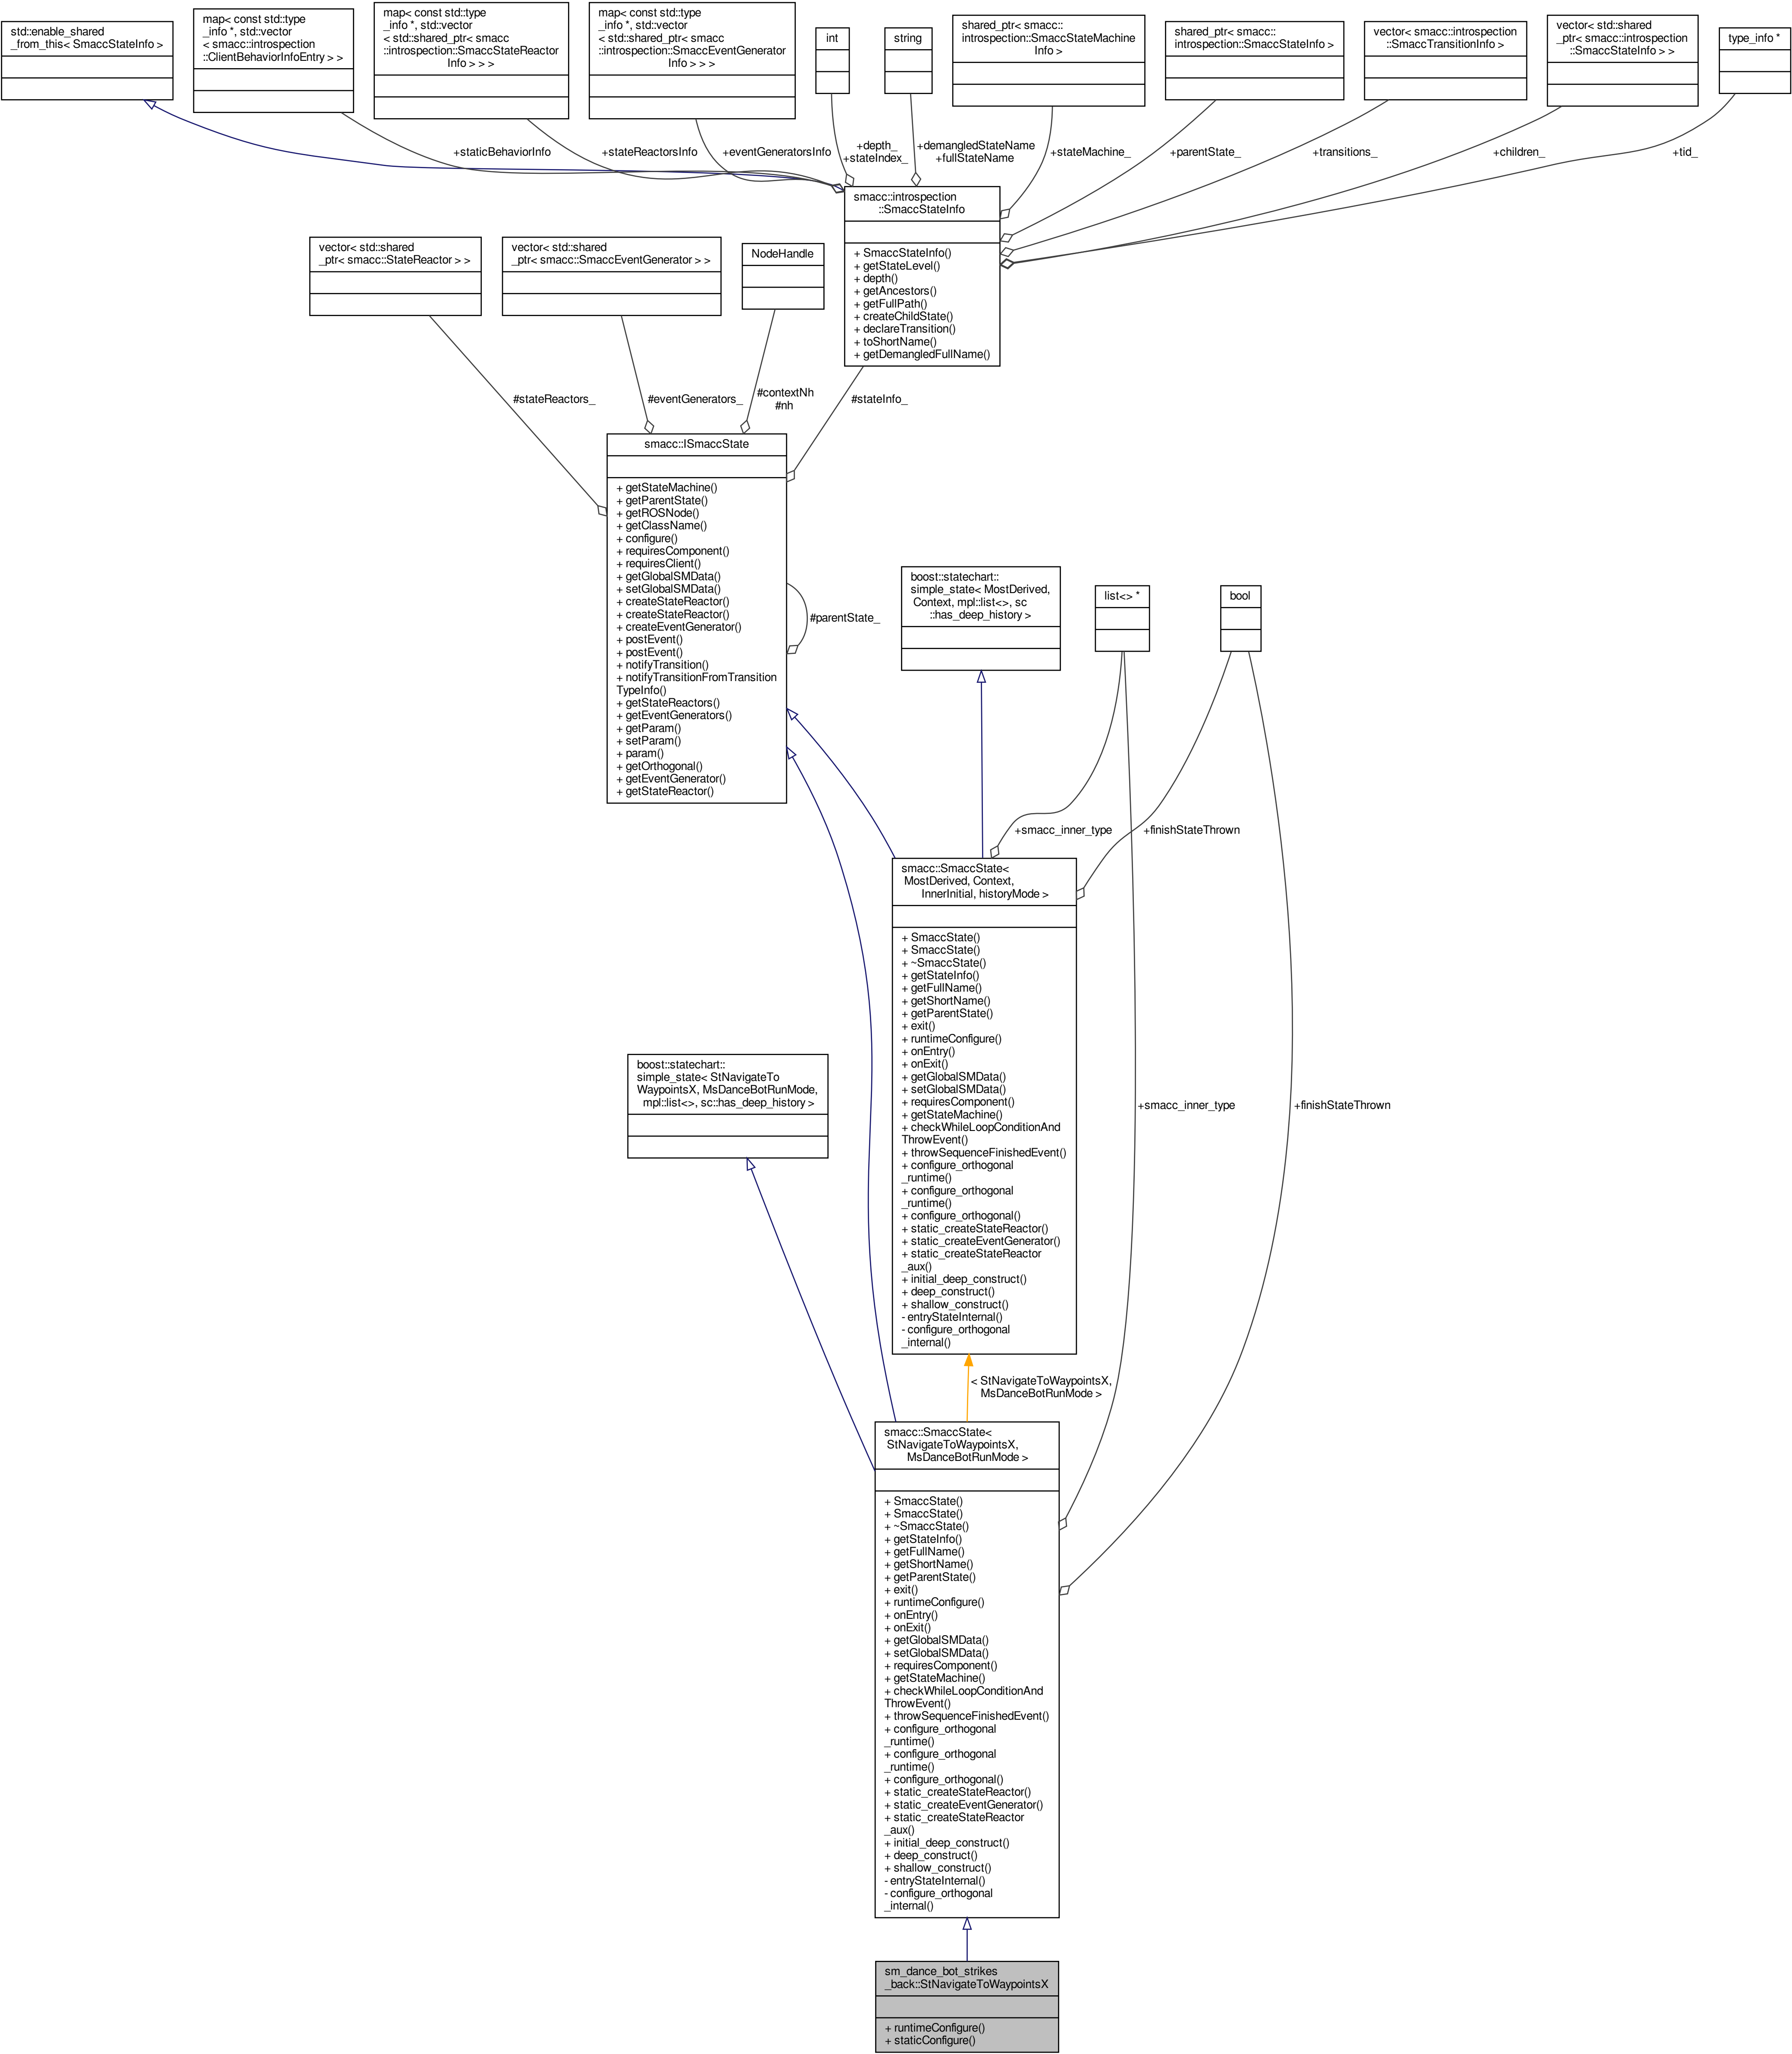 std::enable_shared
_from_this< SmaccStateInfo >
map< const std::type
_info *, std::vector
< smacc::introspection
::ClientBehaviorInfoEntry > >
map< const std::type
_info *, std::vector
< std::shared_ptr< smacc
::introspection::SmaccStateReactor
Info > > >
map< const std::type
_info *, std::vector
< std::shared_ptr< smacc
::introspection::SmaccEventGenerator
Info > > >
int
string
shared_ptr< smacc::
introspection::SmaccStateMachine
Info >
shared_ptr< smacc::
introspection::SmaccStateInfo >
vector< smacc::introspection
::SmaccTransitionInfo >
vector< std::shared
_ptr< smacc::introspection
::SmaccStateInfo > >
type_info *
+staticBehaviorInfo
+stateReactorsInfo
+eventGeneratorsInfo
+depth_
+stateIndex_
+demangledStateName
+fullStateName
+stateMachine_
+parentState_
+transitions_
+children_
+tid_
smacc::introspection
::SmaccStateInfo
+ SmaccStateInfo()
+ getStateLevel()
+ depth()
+ getAncestors()
+ getFullPath()
+ createChildState()
+ declareTransition()
+ toShortName()
+ getDemangledFullName()
vector< std::shared
_ptr< smacc::StateReactor > >
vector< std::shared
_ptr< smacc::SmaccEventGenerator > >
NodeHandle
#stateReactors_
#eventGenerators_
#contextNh
#nh
#stateInfo_
smacc::ISmaccState
+ getStateMachine()
+ getParentState()
+ getROSNode()
+ getClassName()
+ configure()
+ requiresComponent()
+ requiresClient()
+ getGlobalSMData()
+ setGlobalSMData()
+ createStateReactor()
+ createStateReactor()
+ createEventGenerator()
+ postEvent()
+ postEvent()
+ notifyTransition()
+ notifyTransitionFromTransition
TypeInfo()
+ getStateReactors()
+ getEventGenerators()
+ getParam()
+ setParam()
+ param()
+ getOrthogonal()
+ getEventGenerator()
+ getStateReactor()
#parentState_
boost::statechart::
simple_state< MostDerived,
Context, mpl::list<>, sc
::has_deep_history >
list<> *
bool
+smacc_inner_type
+finishStateThrown
smacc::SmaccState<
MostDerived, Context,
InnerInitial, historyMode >
+ SmaccState()
+ SmaccState()
+ ~SmaccState()
+ getStateInfo()
+ getFullName()
+ getShortName()
+ getParentState()
+ exit()
+ runtimeConfigure()
+ onEntry()
+ onExit()
+ getGlobalSMData()
+ setGlobalSMData()
+ requiresComponent()
+ getStateMachine()
+ checkWhileLoopConditionAnd
ThrowEvent()
+ throwSequenceFinishedEvent()
+ configure_orthogonal
_runtime()
+ configure_orthogonal
_runtime()
+ configure_orthogonal()
+ static_createStateReactor()
+ static_createEventGenerator()
+ static_createStateReactor
_aux()
+ initial_deep_construct()
+ deep_construct()
+ shallow_construct()
- entryStateInternal()
- configure_orthogonal
_internal()
boost::statechart::
simple_state< StNavigateTo
WaypointsX, MsDanceBotRunMode,
mpl::list<>, sc::has_deep_history >
+smacc_inner_type
+finishStateThrown
< StNavigateToWaypointsX,
MsDanceBotRunMode >
smacc::SmaccState<
StNavigateToWaypointsX,
MsDanceBotRunMode >
+ SmaccState()
+ SmaccState()
+ ~SmaccState()
+ getStateInfo()
+ getFullName()
+ getShortName()
+ getParentState()
+ exit()
+ runtimeConfigure()
+ onEntry()
+ onExit()
+ getGlobalSMData()
+ setGlobalSMData()
+ requiresComponent()
+ getStateMachine()
+ checkWhileLoopConditionAnd
ThrowEvent()
+ throwSequenceFinishedEvent()
+ configure_orthogonal
_runtime()
+ configure_orthogonal
_runtime()
+ configure_orthogonal()
+ static_createStateReactor()
+ static_createEventGenerator()
+ static_createStateReactor
_aux()
+ initial_deep_construct()
+ deep_construct()
+ shallow_construct()
- entryStateInternal()
- configure_orthogonal
_internal()
sm_dance_bot_strikes
_back::StNavigateToWaypointsX
+ runtimeConfigure()
+ staticConfigure()